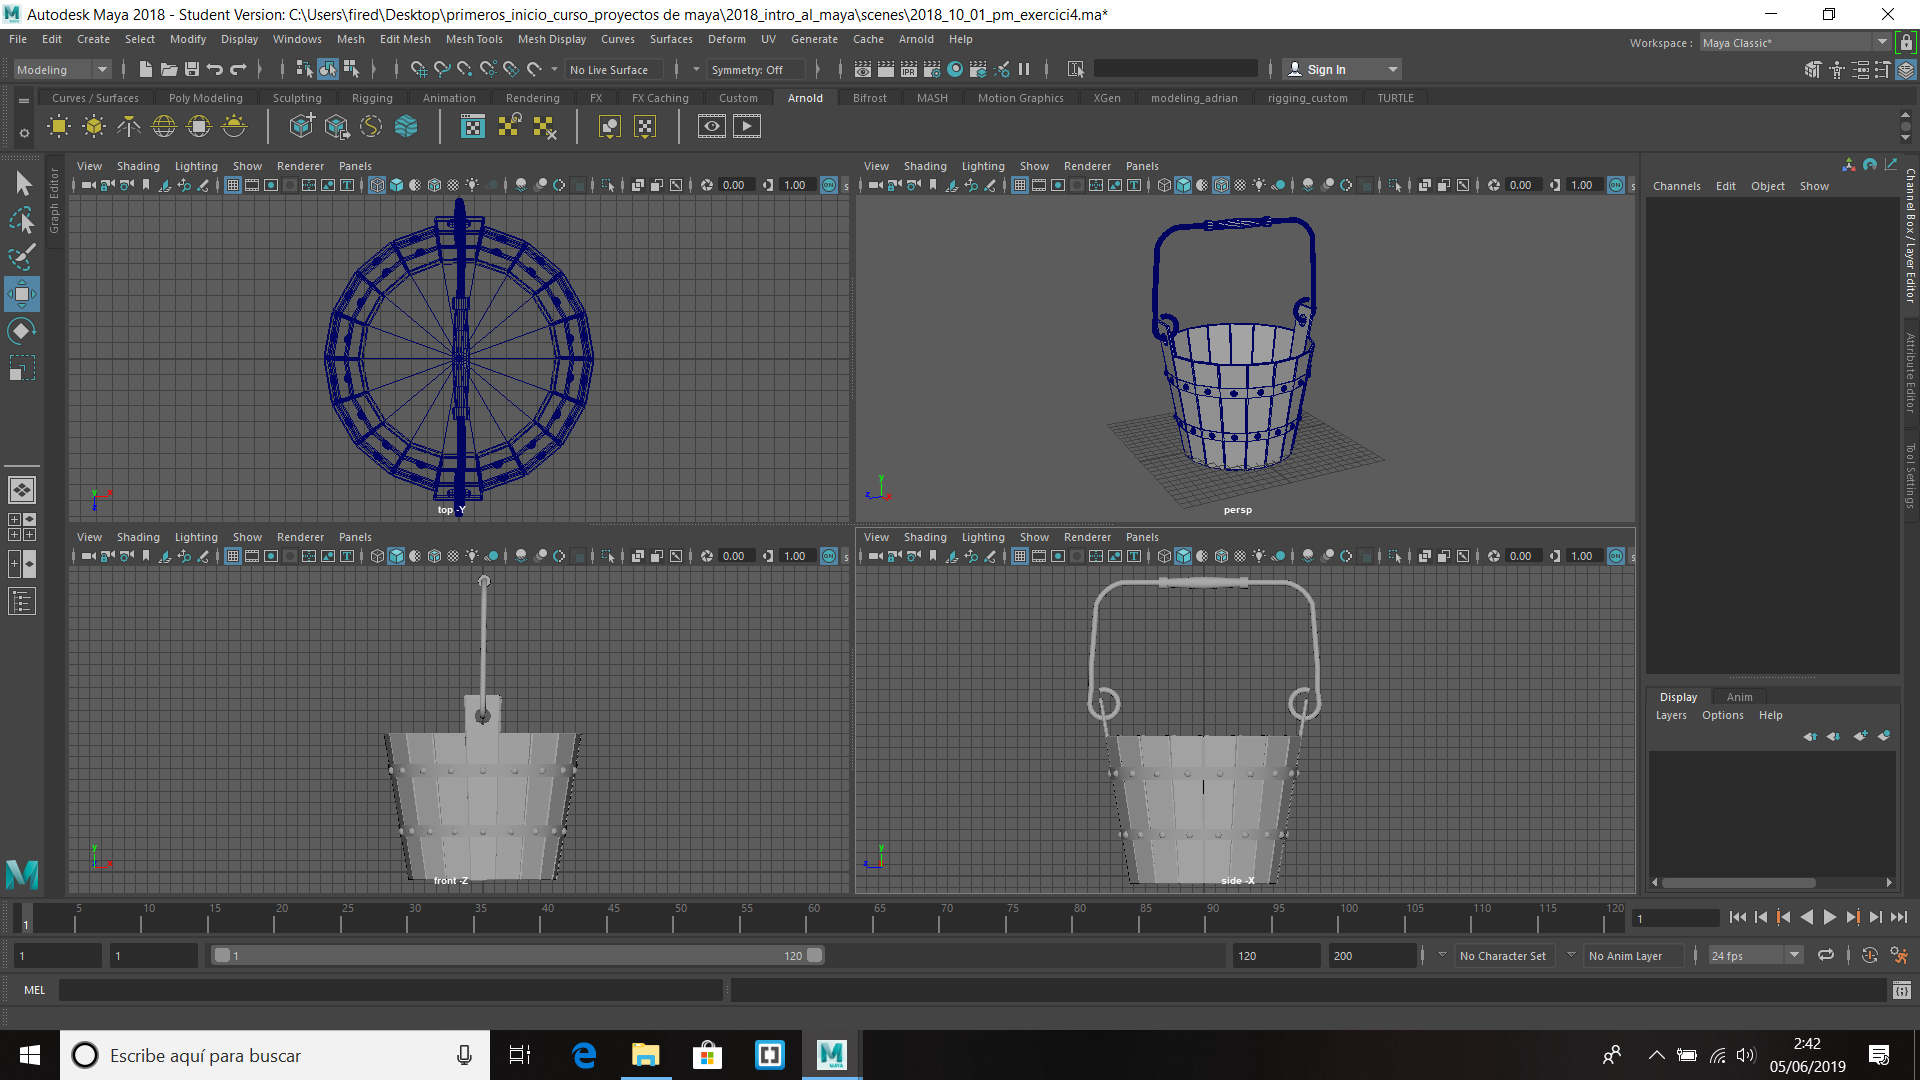 Autodesk Maya 2018 - Student Version: C:\Users\fired\Desktop\primeros_inicio_curso_proyectos de maya\2018_intro_al_maya\scenes\2018_10_01_pm_exercici4.ma*
File Edit Create Select Modify Display Windows Mesh Edit Mesh Mesh Tools Mesh Display Curves Surfaces Deform UV Generate Cache Arnold Help
Workspace : Maya Classic*
Modeling No Live Surface Symmetry: Off Sign In
Curves / Surfaces Poly Modeling Sculpting Rigging Animation Rendering FX FX Caching Custom Arnold Bifrost MASH Motion Graphics XGen modeling_adrian rigging_custom TURTLE
Graph Editor
View Shading Lighting Show Renderer Panels
0.00 1.00 ON s
top -Y
y x z
View Shading Lighting Show Renderer Panels
0.00 1.00 ON s
persp
y z x
View Shading Lighting Show Renderer Panels
0.00 1.00 ON s
front -Z
y x
View Shading Lighting Show Renderer Panels
0.00 1.00 ON s
side -X
y z
Channels Edit Object Show
Channel Box / Layer Editor
Attribute Editor
Tool Settings
Display Anim
Layers Options Help
1 5 10 15 20 25 30 35 40 45 50 55 60 65 70 75 80 85 90 95 100 105 110 115 120 1
1 1 1 120 120 200 No Character Set No Anim Layer 24 fps
MEL
Escribe aquí para buscar
MAYA
2:42
05/06/2019